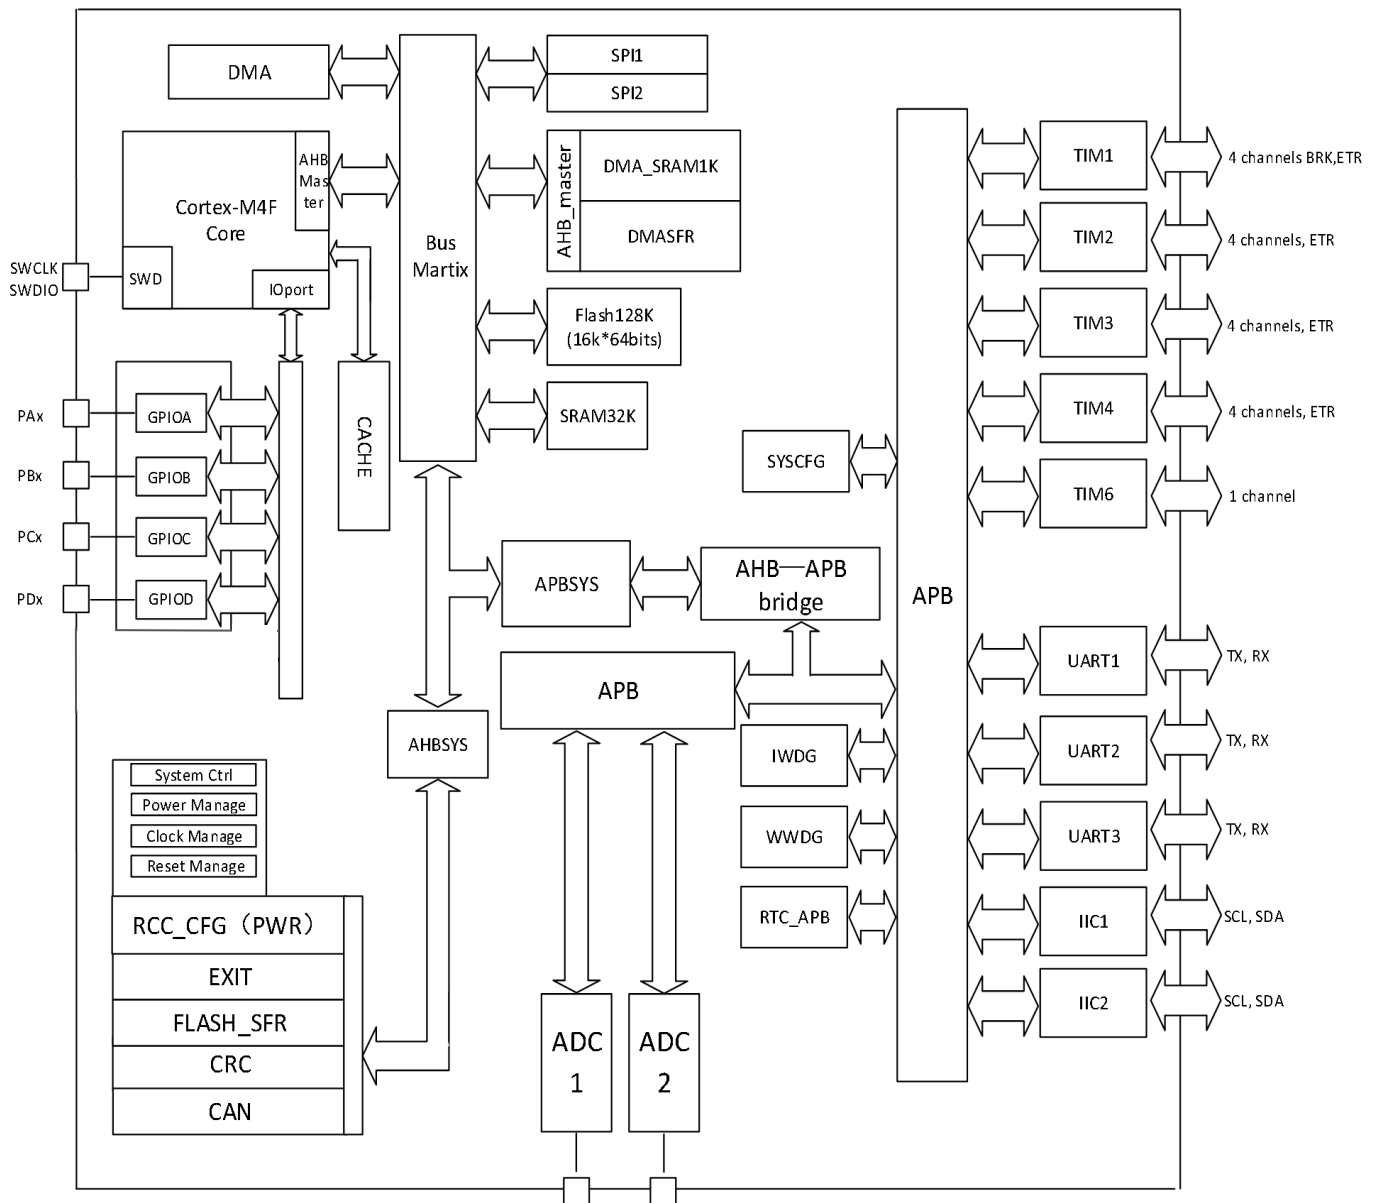 DMA
SPI1
SPI2
AHB
Mas
ter
Cortex-M4F
Core
SWD
IOport
SWCLK
SWDIO
Bus
Martix
AHB_master
DMA_SRAM1K
DMASFR
Flash128K
(16k*64bits)
SRAM32K
CACHE
PAx
GPIOA
PBx
GPIOB
PCx
GPIOC
PDx
GPIOD
SYSCFG
APBSYS
AHB—APB
bridge
APB
APB
AHBSYS
IWDG
WWDG
RTC_APB
TIM1
4 channels BRK,ETR
TIM2
4 channels, ETR
TIM3
4 channels, ETR
TIM4
4 channels, ETR
TIM6
1 channel
UART1
TX, RX
UART2
TX, RX
UART3
TX, RX
IIC1
SCL, SDA
IIC2
SCL, SDA
System Ctrl
Power Manage
Clock Manage
Reset Manage
RCC_CFG（PWR）
EXIT
FLASH_SFR
CRC
CAN
ADC
1
ADC
2